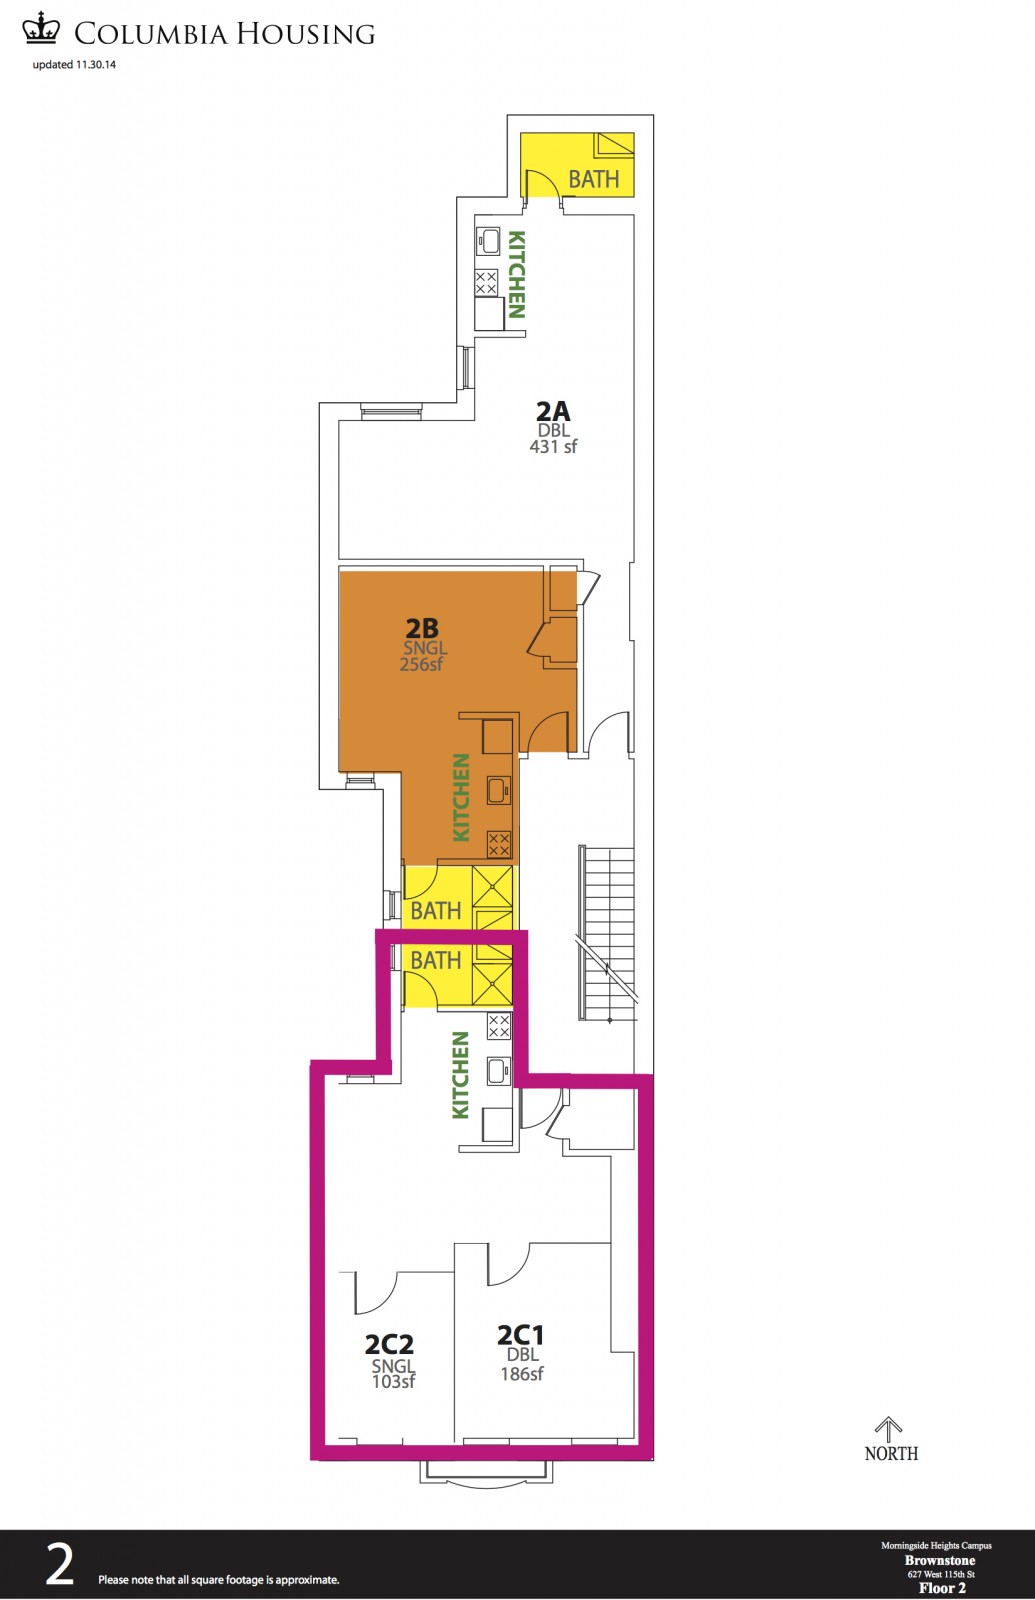 COLUMBIA HOUSING
updated 11.30.14
BATH
KITCHEN
2A
DBL
431 sf
2B
SNGL
256sf
KITCHEN
BATH
BATH
KITCHEN
2C2
SNGL
103sf
2C1
DBL
186sf
NORTH
2
Please note that all square footage is approximate.
Morningside Heights Campus
Brownstone
627 West 115th St
Floor 2